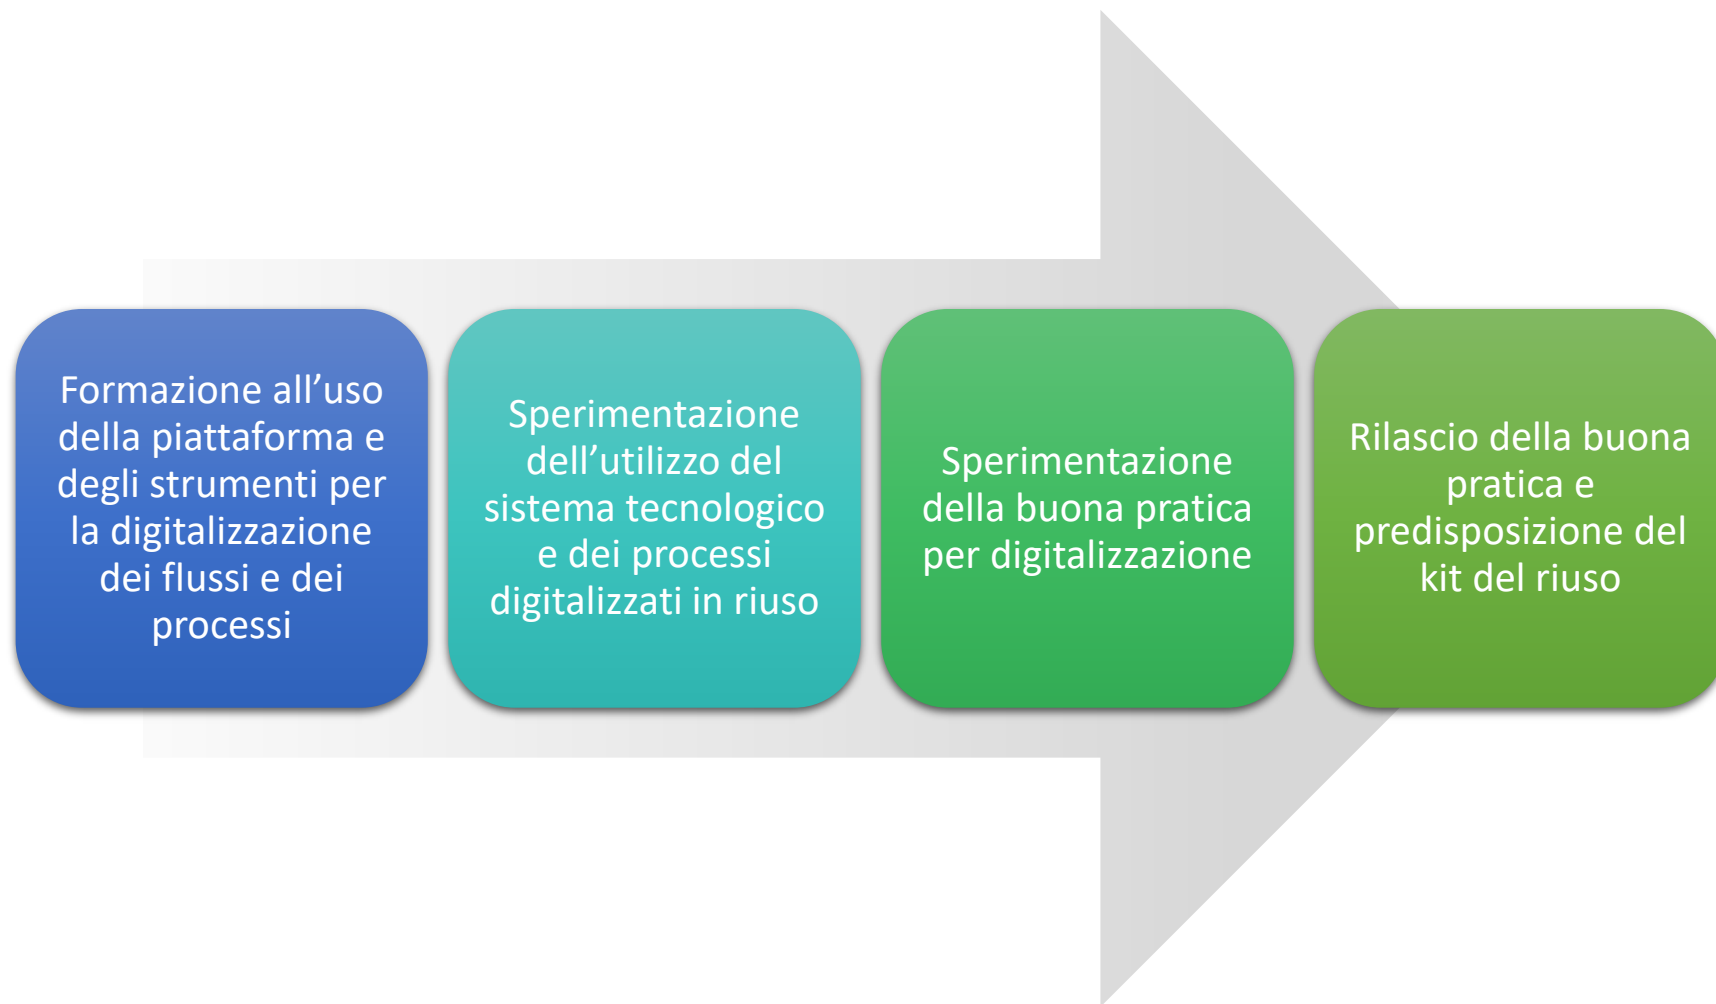 Formazione all’uso
della piattaforma e
degli strumenti per
la digitalizzazione
dei flussi e dei
processi
Sperimentazione
dell’utilizzo del
sistema tecnologico
e dei processi
digitalizzati in riuso
Sperimentazione
della buona pratica
per digitalizzazione
Rilascio della buona
pratica e
predisposizione del
kit del riuso